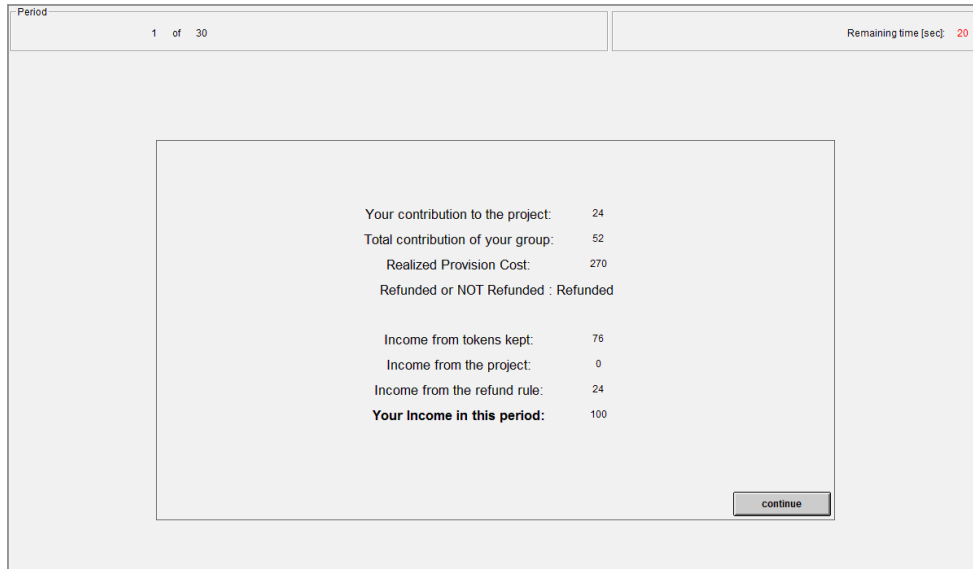 Period
1 of 30
Remaining time [sec]: 20
Your contribution to the project: 24
Total contribution of your group: 52
Realized Provision Cost: 270
Refunded or NOT Refunded : Refunded
Income from tokens kept: 76
Income from the project: 0
Income from the refund rule: 24
Your Income in this period: 100
continue